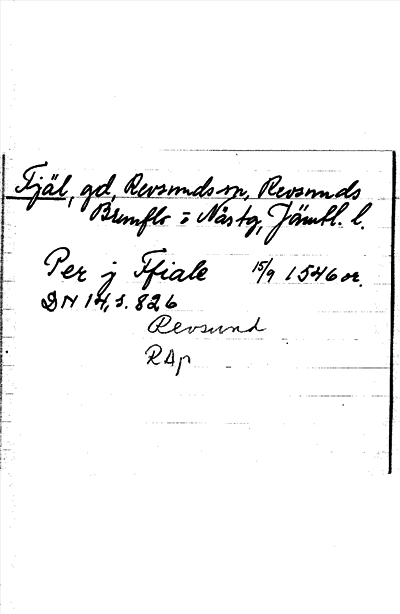 Fjäl, gd, Revsunds sn, Revsunds
Brunflo o Näs tg, Jämtl. l.
Per j Ffiale 15/9 1546 or.
DN 14, s. 826
Revsund
RAp